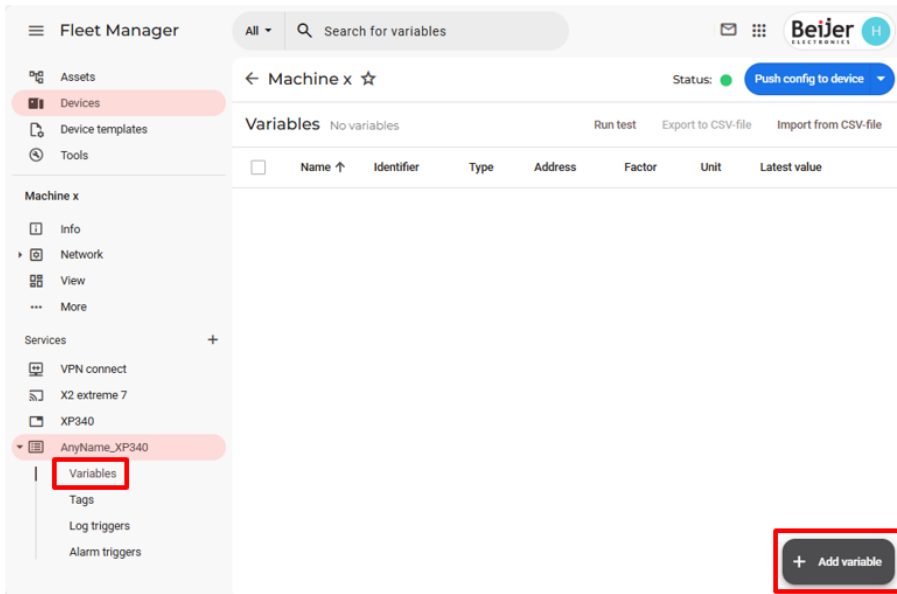 Fleet Manager
All
Search for variables
Beijer
ELECTRONICS
H
Assets
Devices
Device templates
Tools
Machine x
Info
Network
View
More
Services
VPN connect
X2 extreme 7
XP340
AnyName_XP340
Variables
Tags
Log triggers
Alarm triggers
Machine x
Status:
Push config to device
Variables No variables
Run test Export to CSV-file Import from CSV-file
Name Identifier Type Address Factor Unit Latest value
+ Add variable